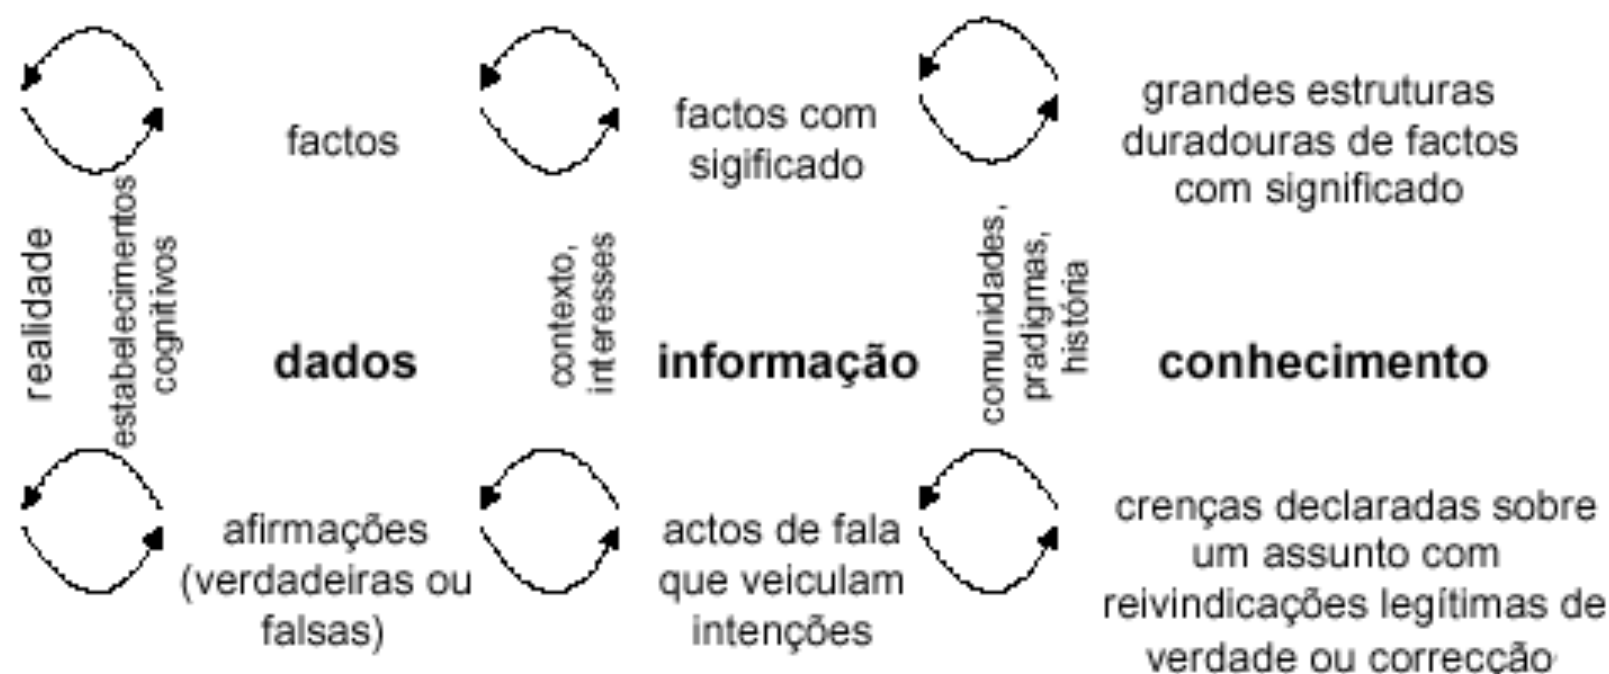 factos
factos com
sigificado
grandes estruturas
duradouras de factos
com significado
realidade
estabelecimentos
cognitivos
dados
contexto,
interesses
informação
comunidades,
pradigmas,
história
conhecimento
afirmações
(verdadeiras ou
falsas)
actos de fala
que veiculam
intenções
crenças declaradas sobre
um assunto com
reivindicações legítimas de
verdade ou correcção